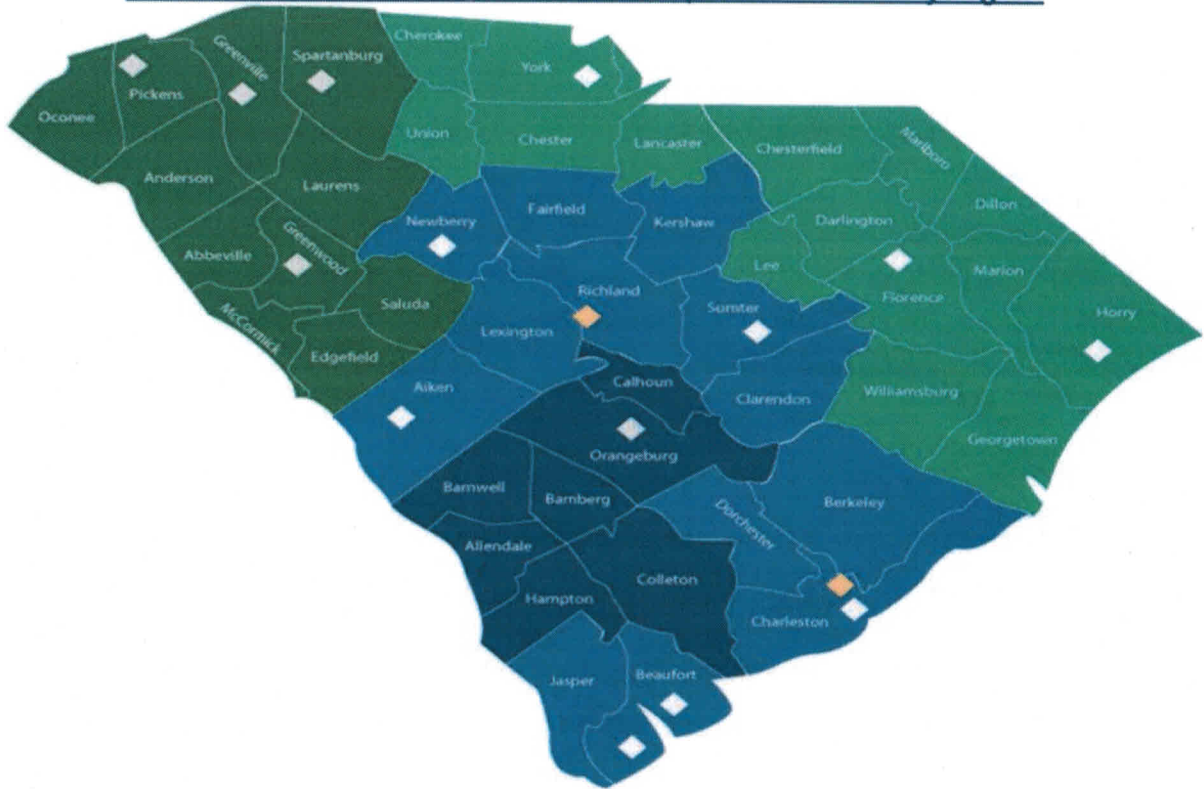 Cherokee
Greenville
Spartanburg
York
Pickens
Oconee
Union
Chester
Lancaster
Chesterfield
Marlboro
Anderson
Laurens
Dillon
Newberry
Fairfield
Kershaw
Darlington
Abbeville
Greenwood
Lee
Marion
Richland
Florence
Saluda
Sumter
Horry
McCormick
Lexington
Edgefield
Calhoun
Aiken
Clarendon
Williamsburg
Georgetown
Orangeburg
Barnwell
Bamberg
Dorchester
Berkeley
Allendale
Colleton
Hampton
Charleston
Jasper
Beaufort